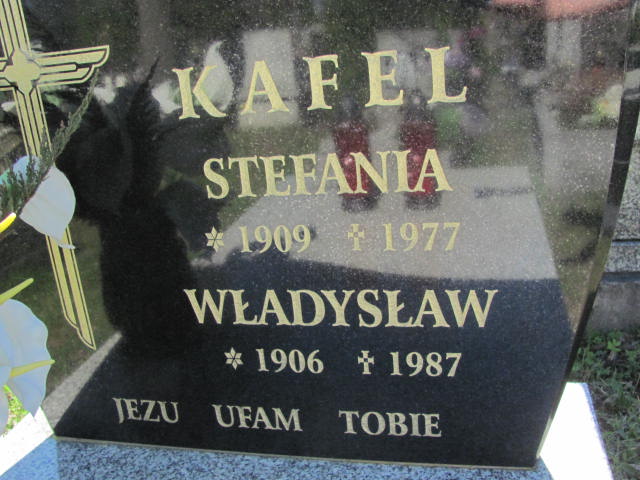 KAFEL
STEFANIA
* 1909 ✝ 1977
WŁADYSŁAW
* 1906 ✝ 1987
JEZU UFAM TOBIE